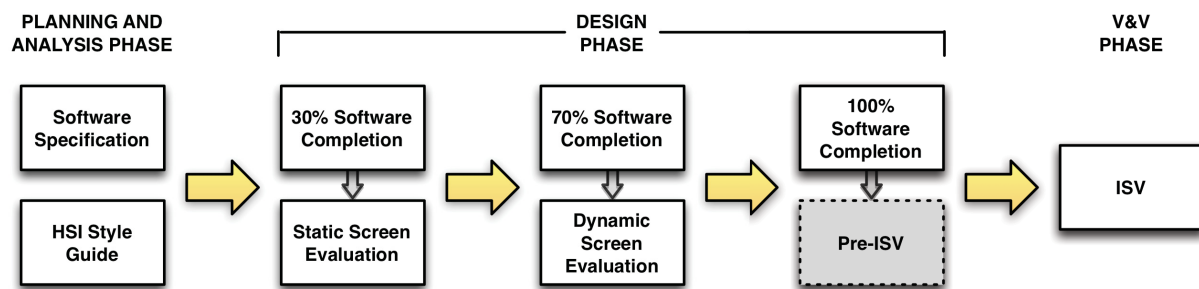 PLANNING AND
ANALYSIS PHASE
DESIGN
PHASE
V&V
PHASE
Software
Specification
HSI Style
Guide
30% Software
Completion
Static Screen
Evaluation
70% Software
Completion
Dynamic
Screen
Evaluation
100%
Software
Completion
Pre-ISV
ISV